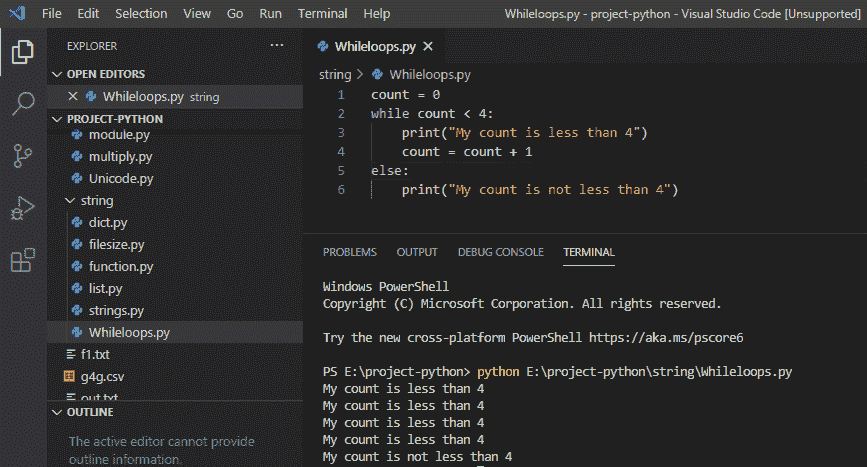 File Edit Selection View Go Run Terminal Help Whileloops.py - project-python - Visual Studio Code [Unsupported]
EXPLORER ...
OPEN EDITORS
Whileloops.py string
PROJECT-PYTHON
module.py
multiply.py
Unicode.py
string
dict.py
filesize.py
function.py
list.py
strings.py
Whileloops.py
f1.txt
g4g.csv
out.txt
OUTLINE
The active editor cannot provide
outline information.
Whileloops.py
string > Whileloops.py
1 count = 0
2 while count < 4:
3     print("My count is less than 4")
4     count = count + 1
5 else:
6     print("My count is not less than 4")
PROBLEMS OUTPUT DEBUG CONSOLE TERMINAL
Windows PowerShell
Copyright (C) Microsoft Corporation. All rights reserved.
Try the new cross-platform PowerShell https://aka.ms/pscore6
PS E:\project-python> python E:\project-python\string\Whileloops.py
My count is less than 4
My count is less than 4
My count is less than 4
My count is less than 4
My count is not less than 4